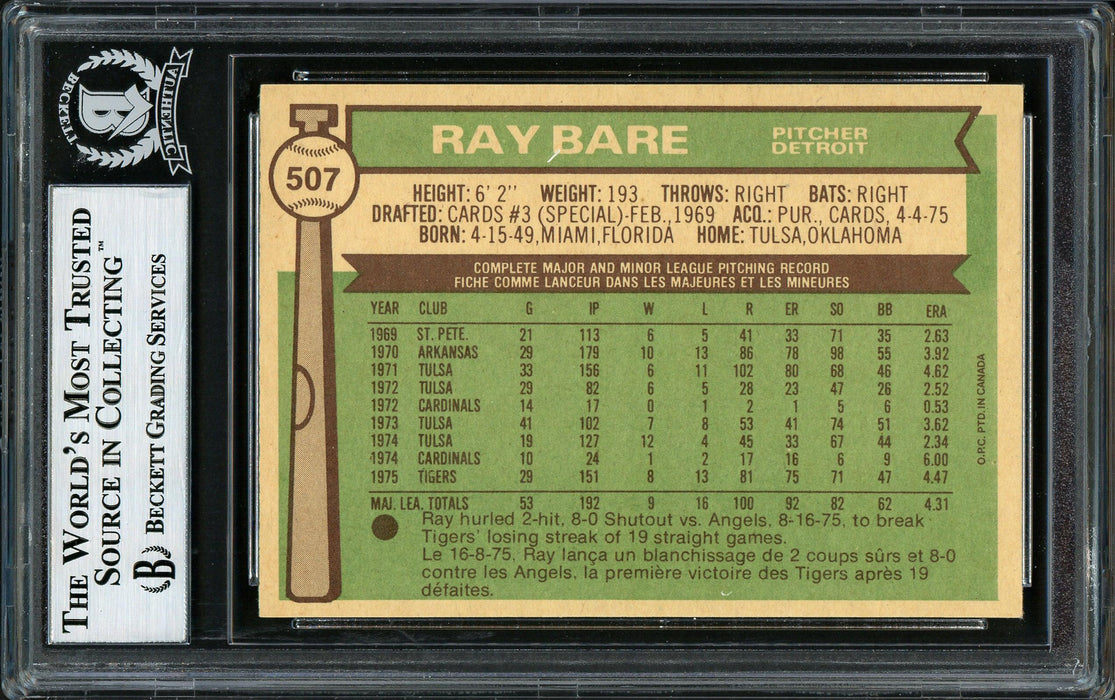 BECKETT
AUTHENTIC
B
THE WORLD'S MOST TRUSTED
SOURCE IN COLLECTING™
BECKETT GRADING SERVICES
B
507
RAY BARE
PITCHER
DETROIT
HEIGHT: 6' 2" WEIGHT: 193 THROWS: RIGHT BATS: RIGHT
DRAFTED: CARDS #3 (SPECIAL)-FEB.,1969 ACQ.: PUR., CARDS, 4-4-75
BORN: 4-15-49,MIAMI,FLORIDA HOME: TULSA,OKLAHOMA
COMPLETE MAJOR AND MINOR LEAGUE PITCHING RECORD
FICHE COMME LANCEUR DANS LES MAJEURES ET LES MINEURES
YEAR CLUB G IP W L R ER SO BB ERA
1969 ST. PETE. 21 113 6 5 41 33 71 35 2.63
1970 ARKANSAS 29 179 10 13 86 78 98 55 3.92
1971 TULSA 33 156 6 11 102 80 68 46 4.62
1972 TULSA 29 82 6 5 28 23 47 26 2.52
1972 CARDINALS 14 17 0 1 2 1 5 6 0.53
1973 TULSA 41 102 7 8 53 41 74 51 3.62
1974 TULSA 19 127 12 4 45 33 67 44 2.34
1974 CARDINALS 10 24 1 2 17 16 6 9 6.00
1975 TIGERS 29 151 8 13 81 75 71 47 4.47
MAJ. LEA. TOTALS 53 192 9 16 100 92 82 62 4.31
Ray hurled 2-hit, 8-0 Shutout vs. Angels, 8-16-75, to break
Tigers' losing streak of 19 straight games.
Le 16-8-75, Ray lança un blanchissage de 2 coups sûrs et 8-0
contre les Angels, la première victoire des Tigers après 19
défaites.
O.P.C. PTD. IN CANADA